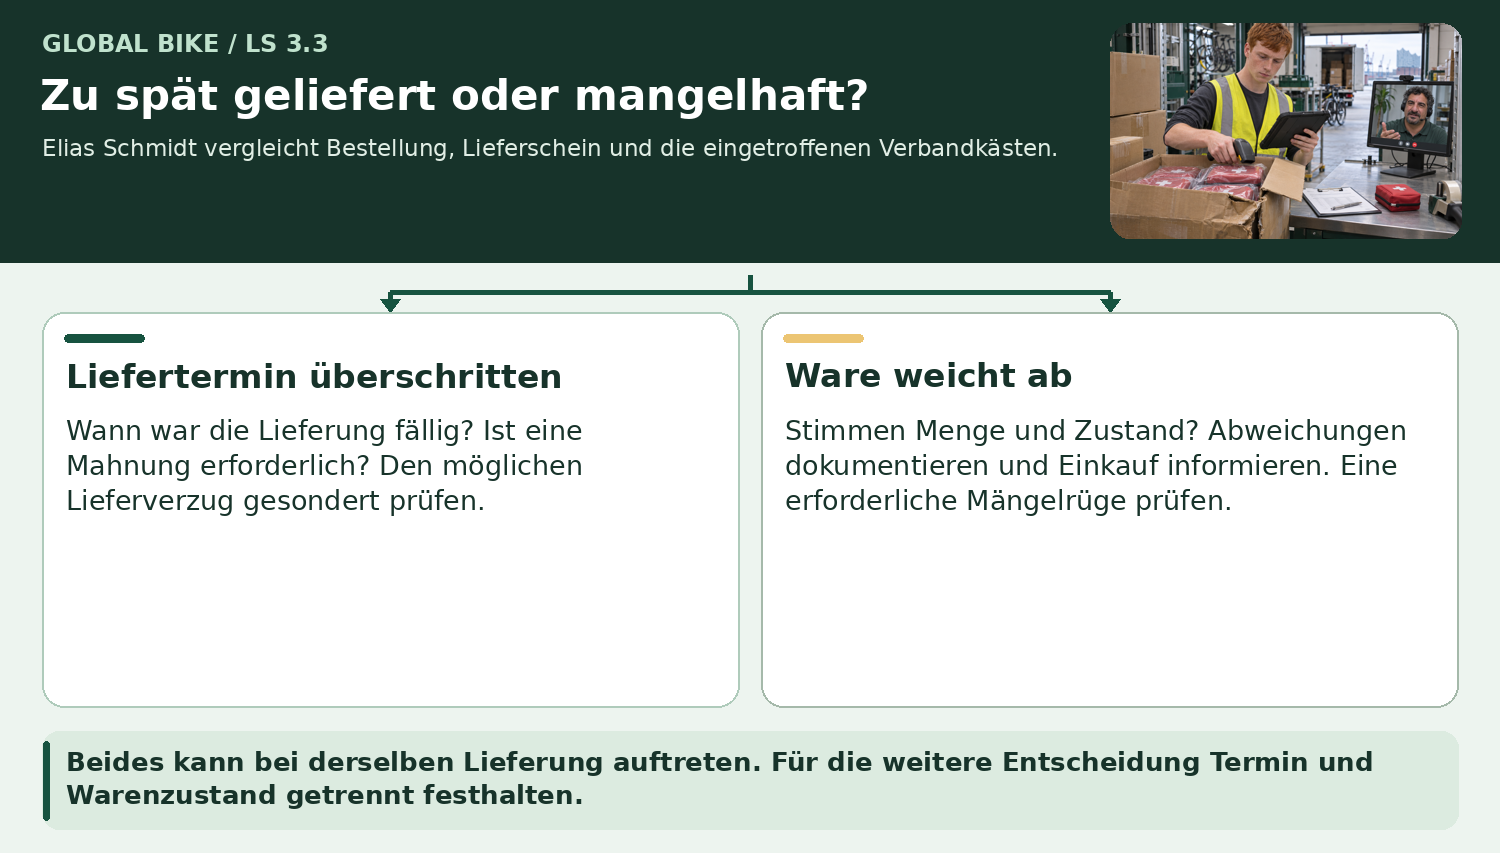 GLOBAL BIKE / LS 3.3
Zu spät geliefert oder mangelhaft?
Elias Schmidt vergleicht Bestellung, Lieferschein und die eingetroffenen Verbandkästen.
Liefertermin überschritten
Wann war die Lieferung fällig? Ist eine
Mahnung erforderlich? Den möglichen
Lieferverzug gesondert prüfen.
Ware weicht ab
Stimmen Menge und Zustand? Abweichungen
dokumentieren und Einkauf informieren. Eine
erforderliche Mängelrüge prüfen.
Beides kann bei derselben Lieferung auftreten. Für die weitere Entscheidung Termin und
Warenzustand getrennt festhalten.